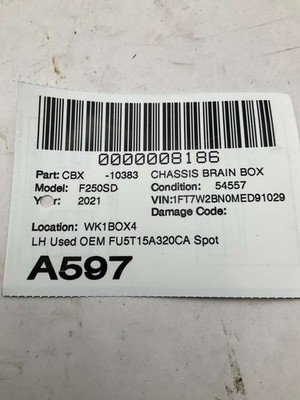 0000008186
Part: CBX -10383 CHASSIS BRAIN BOX
Model: F250SD Condition: 54557
Year: 2021 VIN:1FT7W2BN0MED91029
Damage Code:
Location: WK1BOX4
LH Used OEM FU5T15A320CA Spot
A597